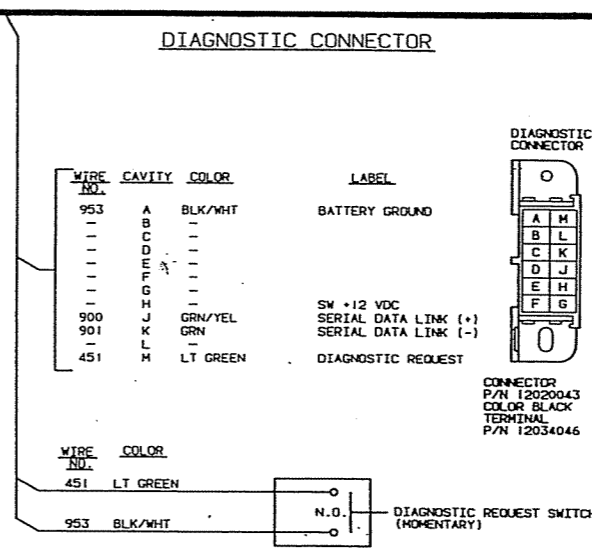 DIAGNOSTIC CONNECTOR
DIAGNOSTIC
CONNECTOR
WIRE NO. CAVITY COLOR LABEL
953 A BLK/WHT BATTERY GROUND
– B –
– C –
– D –
– E –
– F –
– G –
– H – SW +12 VDC
900 J GRN/YEL SERIAL DATA LINK (+)
901 K GRN SERIAL DATA LINK (-)
– L –
451 M LT GREEN DIAGNOSTIC REQUEST
A M
B L
C K
D J
E H
F G
CONNECTOR
P/N 12020043
COLOR BLACK
TERMINAL
P/N 12034046
WIRE NO. COLOR
451 LT GREEN
953 BLK/WHT
N.O.
DIAGNOSTIC REQUEST SWITCH
(MOMENTARY)